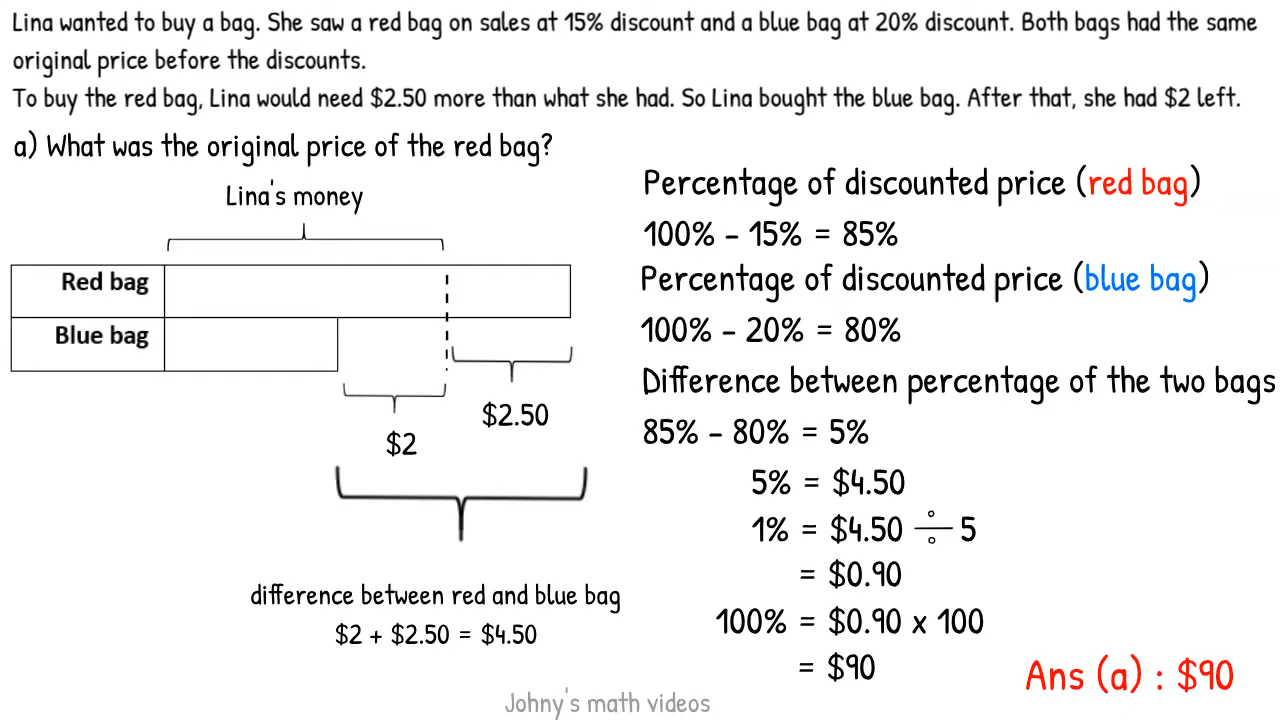 Lina wanted to buy a bag. She saw a red bag on sales at 15% discount and a blue bag at 20% discount. Both bags had the same
original price before the discounts.
To buy the red bag, Lina would need $2.50 more than what she had. So Lina bought the blue bag. After that, she had $2 left.
a) What was the original price of the red bag?
Lina's money
Red bag
Blue bag
$2
$2.50
difference between red and blue bag
$2 + $2.50 = $4.50
Percentage of discounted price (red bag)
100% - 15% = 85%
Percentage of discounted price (blue bag)
100% - 20% = 80%
Difference between percentage of the two bags
85% - 80% = 5%
5% = $4.50
1% = $4.50 ÷ 5
= $0.90
100% = $0.90 x 100
= $90
Ans (a) : $90
Johny's math videos